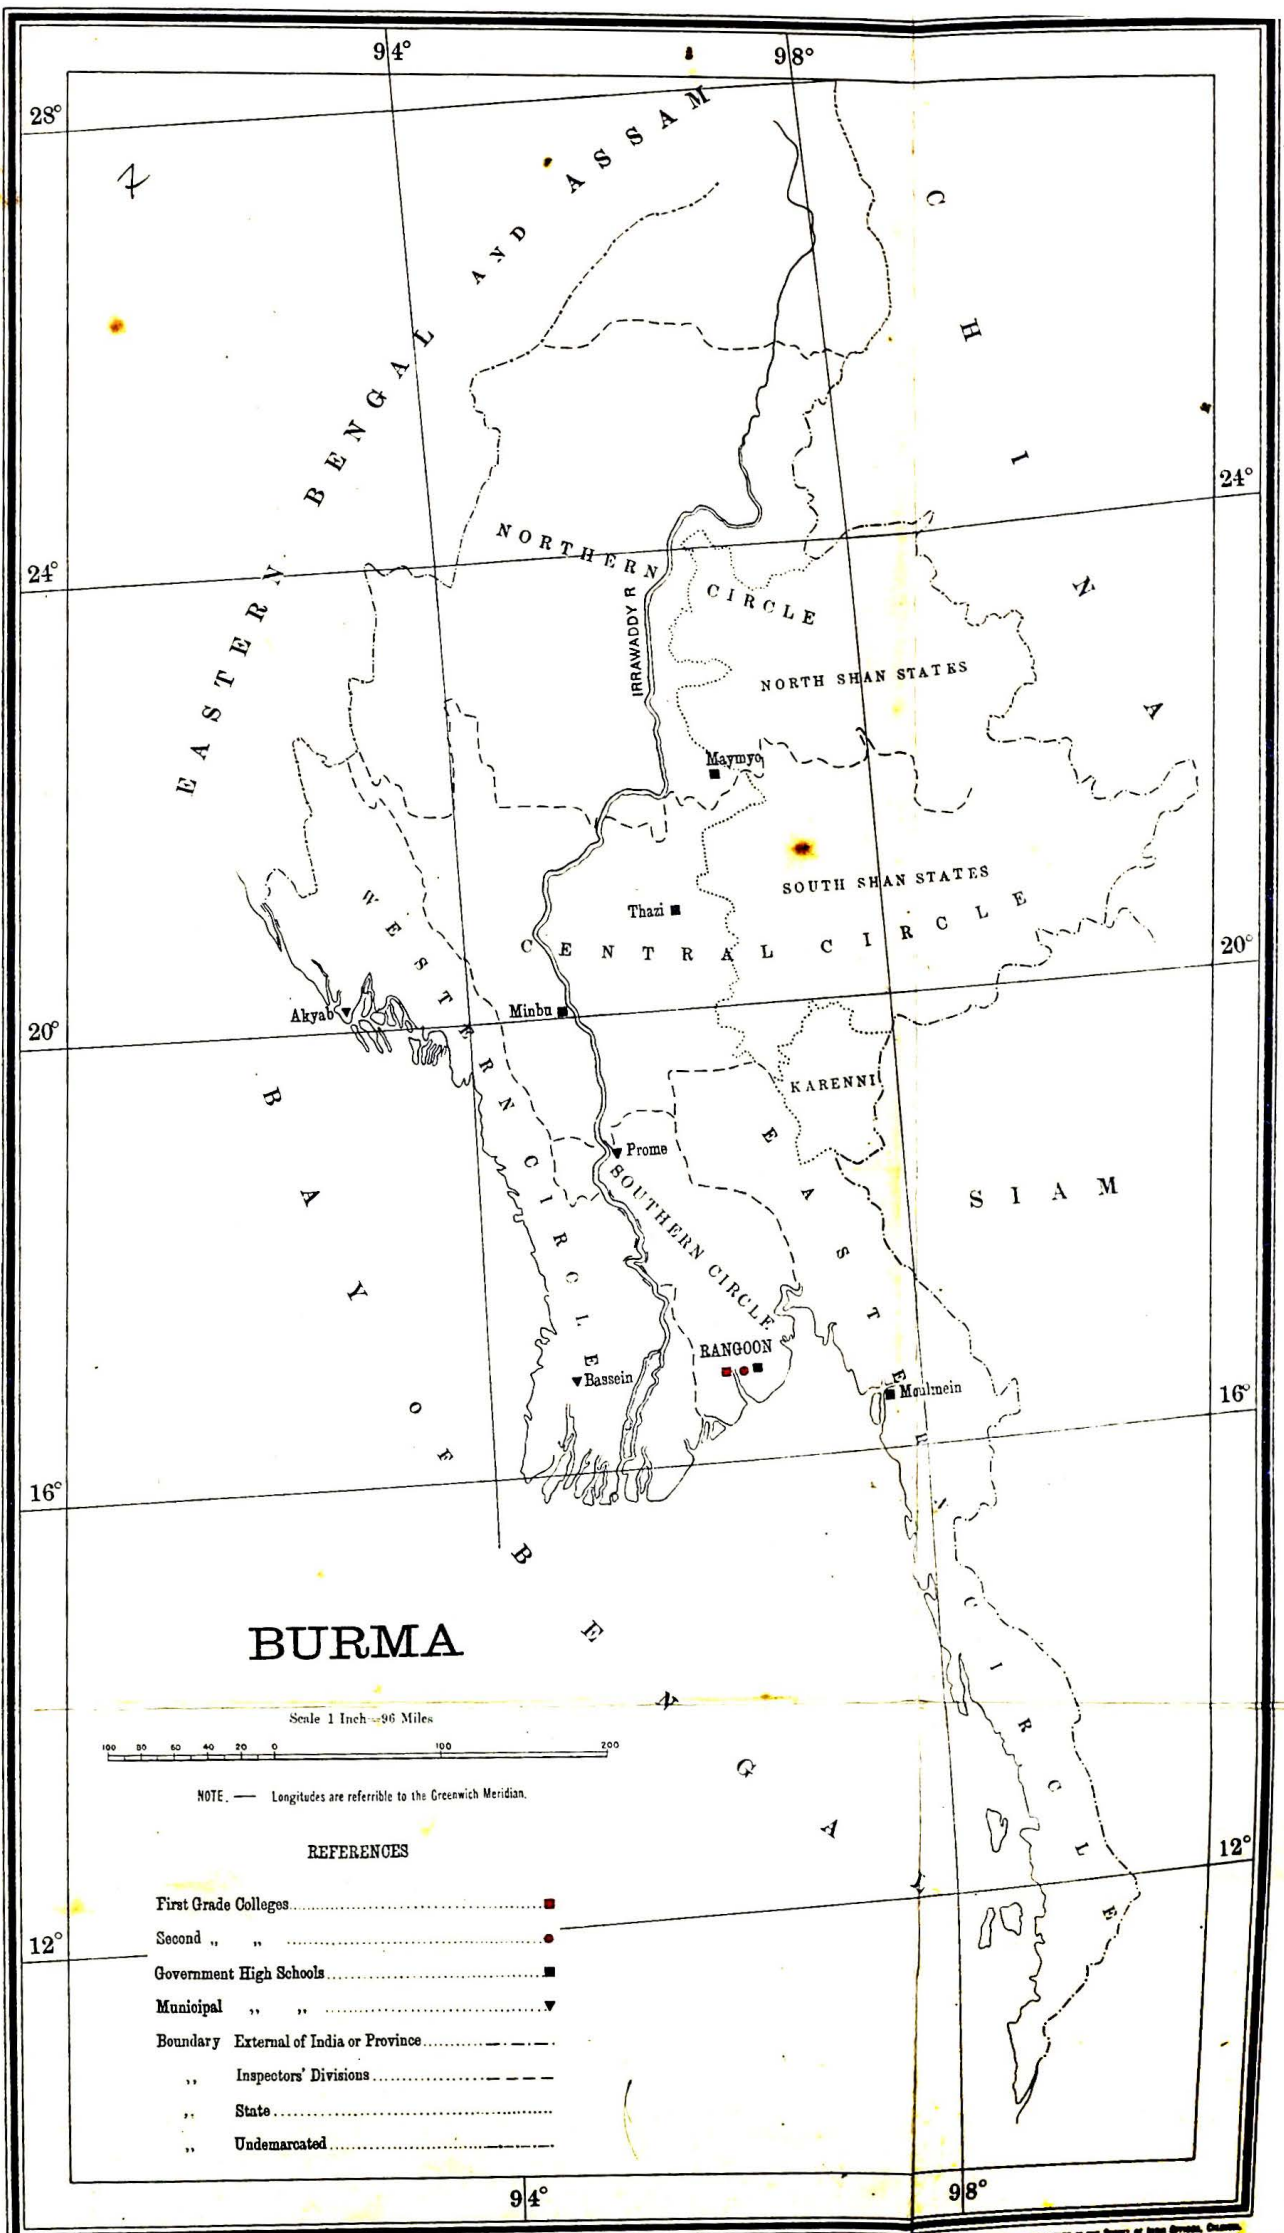 94°
98°
28°
EASTERN BENGAL AND ASSAM
CHINA
24°
NORTHERN CIRCLE
24°
IRRAWADDY R
NORTH SHAN STATES
Maymyo
SOUTH SHAN STATES
Thazi
CENTRAL CIRCLE
20°
WESTERN CIRCLE
Akyab
Minbu
20°
KARENNI
BAY OF BENGAL
Prome
EASTERN CIRCLE
SIAM
SOUTHERN CIRCLE
RANGOON
Bassein
Moulmein
16°
16°
BURMA
Scale 1 Inch=96 Miles
100 80 60 40 20 0 100 200
NOTE.— Longitudes are referrible to the Greenwich Meridian.
REFERENCES
12°
First Grade Colleges
Second „ „
12°
Government High Schools
Municipal „ „
Boundary External of India or Province
„ Inspectors' Divisions
„ State
„ Undemarcated
94°
98°